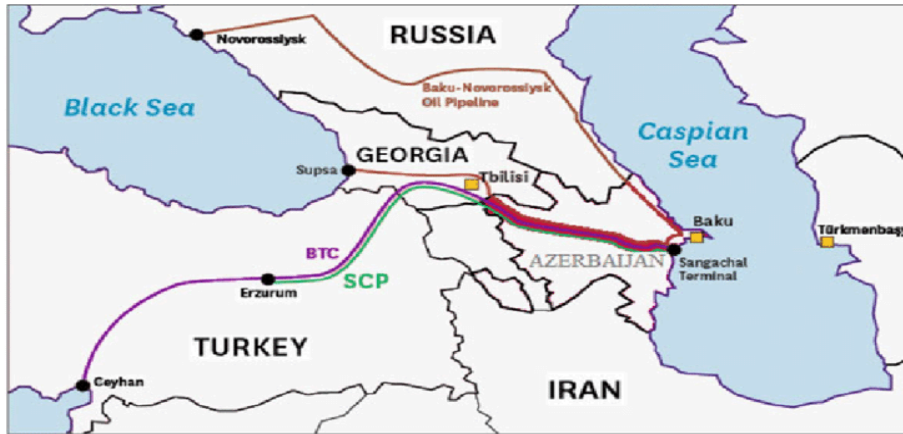 Novorossiysk
RUSSIA
Baku-Novorossiysk
Oil Pipeline
Black Sea
Caspian
Sea
GEORGIA
Supsa
Tbilisi
Baku
Türkmenbaşy
BTC
AZERBAIJAN
Sangachal
Terminal
SCP
Erzurum
TURKEY
Ceyhan
IRAN